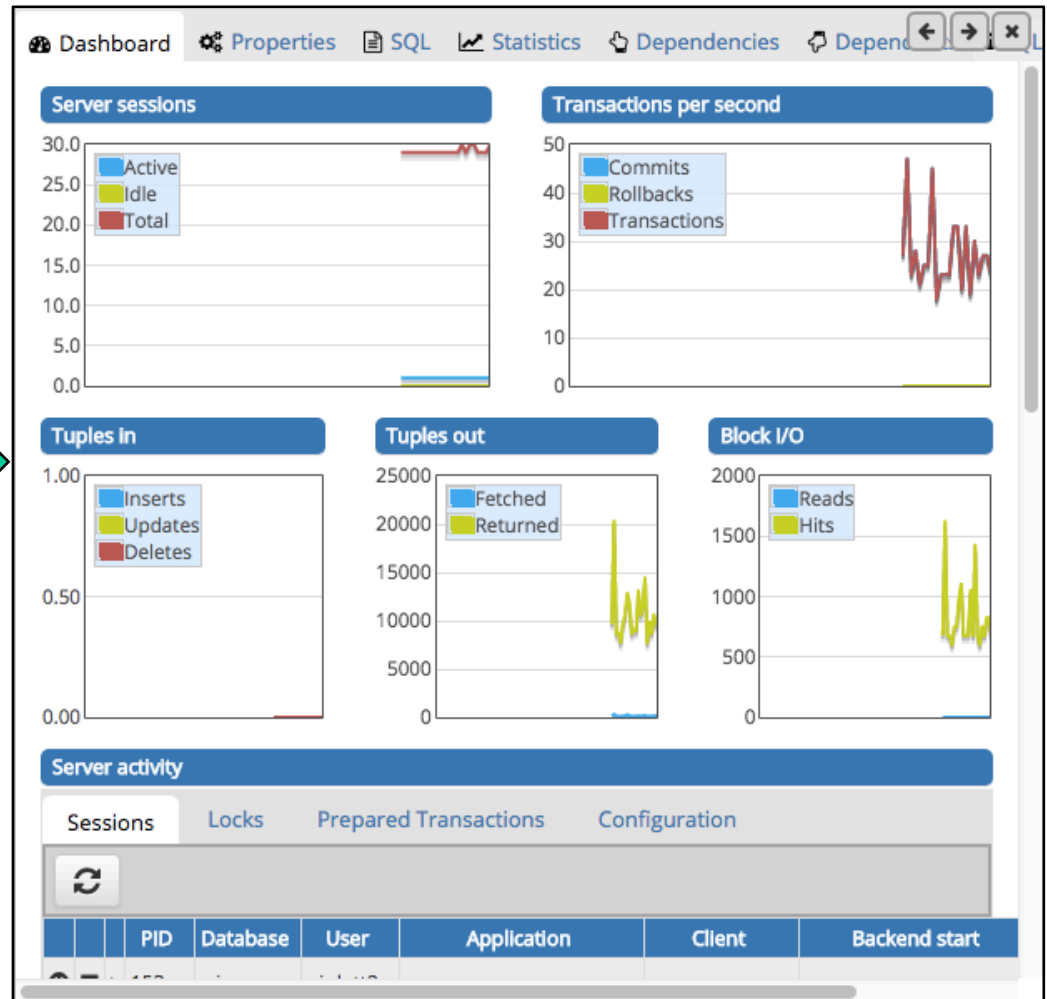 Dashboard Properties SQL Statistics Dependencies
Server sessions
30.0
25.0
20.0
15.0
10.0
5.0
0.0
Active
Idle
Total
Transactions per second
50
40
30
20
10
0
Commits
Rollbacks
Transactions
Tuples in
1.00
0.50
0.00
Inserts
Updates
Deletes
Tuples out
25000
20000
15000
10000
5000
0
Fetched
Returned
Block I/O
2000
1500
1000
500
0
Reads
Hits
Server activity
Sessions Locks Prepared Transactions Configuration
PID Database User Application Client Backend start